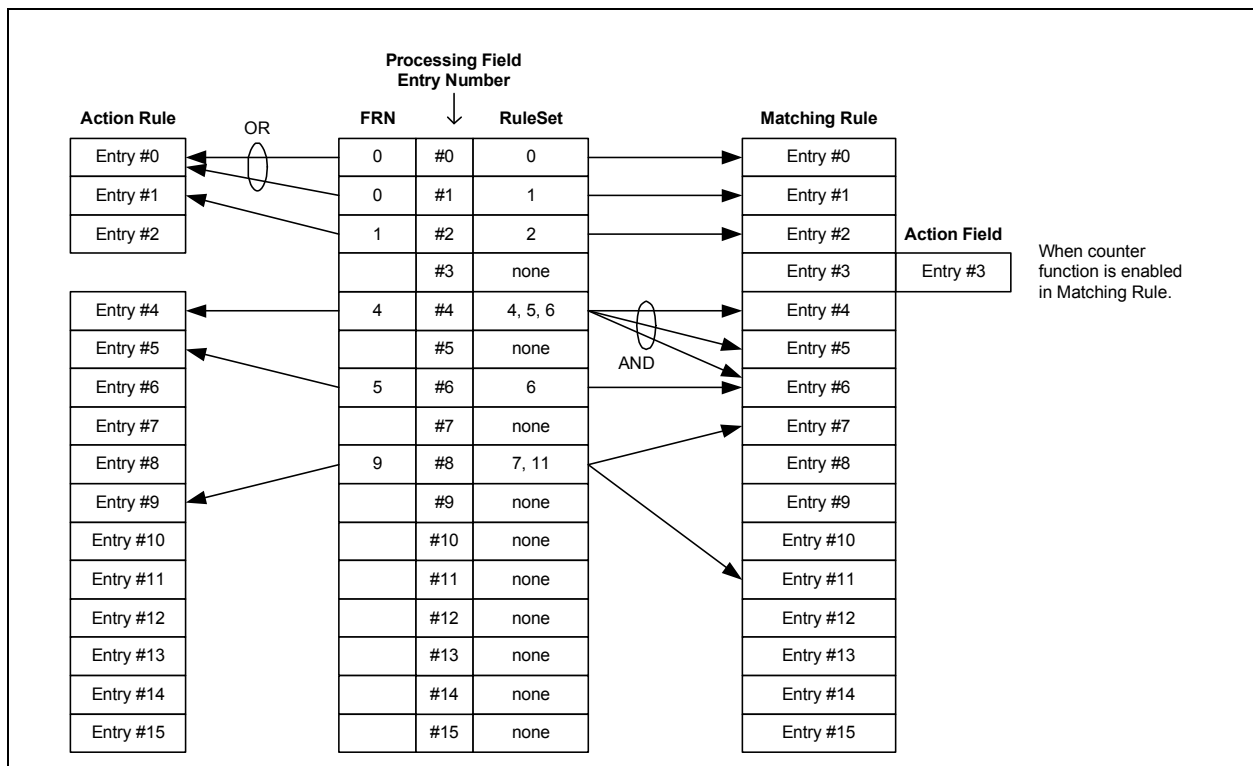 Processing Field
Entry Number
Action Rule
OR
FRN
RuleSet
Matching Rule
Entry #0
0
#0
0
Entry #0
Entry #1
0
#1
1
Entry #1
Entry #2
1
#2
2
Entry #2
Action Field
#3
none
Entry #3
Entry #3
When counter
function is enabled
in Matching Rule.
Entry #4
4
#4
4, 5, 6
Entry #4
Entry #5
#5
none
AND
Entry #5
Entry #6
5
#6
6
Entry #6
Entry #7
#7
none
Entry #7
Entry #8
9
#8
7, 11
Entry #8
Entry #9
#9
none
Entry #9
Entry #10
#10
none
Entry #10
Entry #11
#11
none
Entry #11
Entry #12
#12
none
Entry #12
Entry #13
#13
none
Entry #13
Entry #14
#14
none
Entry #14
Entry #15
#15
none
Entry #15